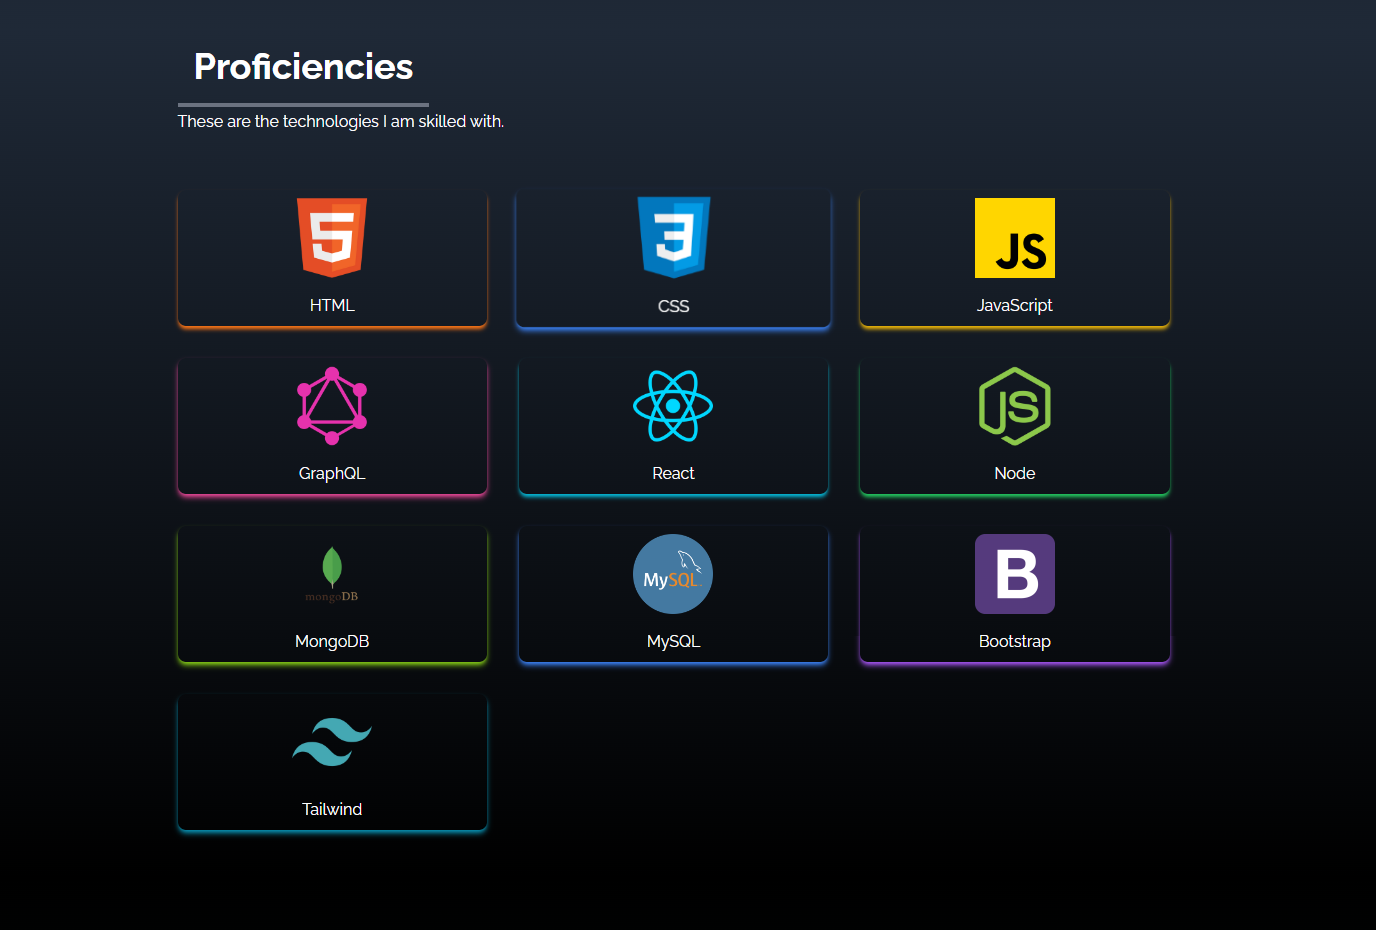 Proficiencies
These are the technologies I am skilled with.
5
3
JS
HTML
CSS
JavaScript
JS
GraphQL
React
Node
mongoDB
MySQL
B
MongoDB
MySQL
Bootstrap
Tailwind